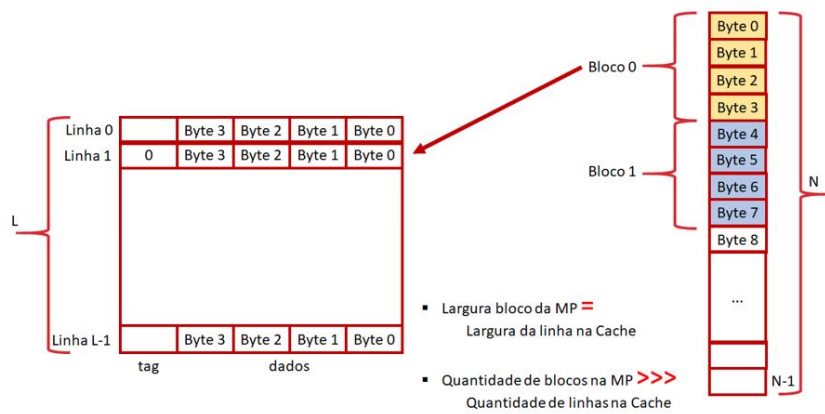 L
Linha 0
Byte 3 Byte 2 Byte 1 Byte 0
Linha 1
0 Byte 3 Byte 2 Byte 1 Byte 0
Linha L-1
Byte 3 Byte 2 Byte 1 Byte 0
tag
dados
Bloco 0
Bloco 1
Byte 0
Byte 1
Byte 2
Byte 3
Byte 4
Byte 5
Byte 6
Byte 7
Byte 8
...
N
N-1
▪ Largura bloco da MP =
Largura da linha na Cache
▪ Quantidade de blocos na MP >>>
Quantidade de linhas na Cache